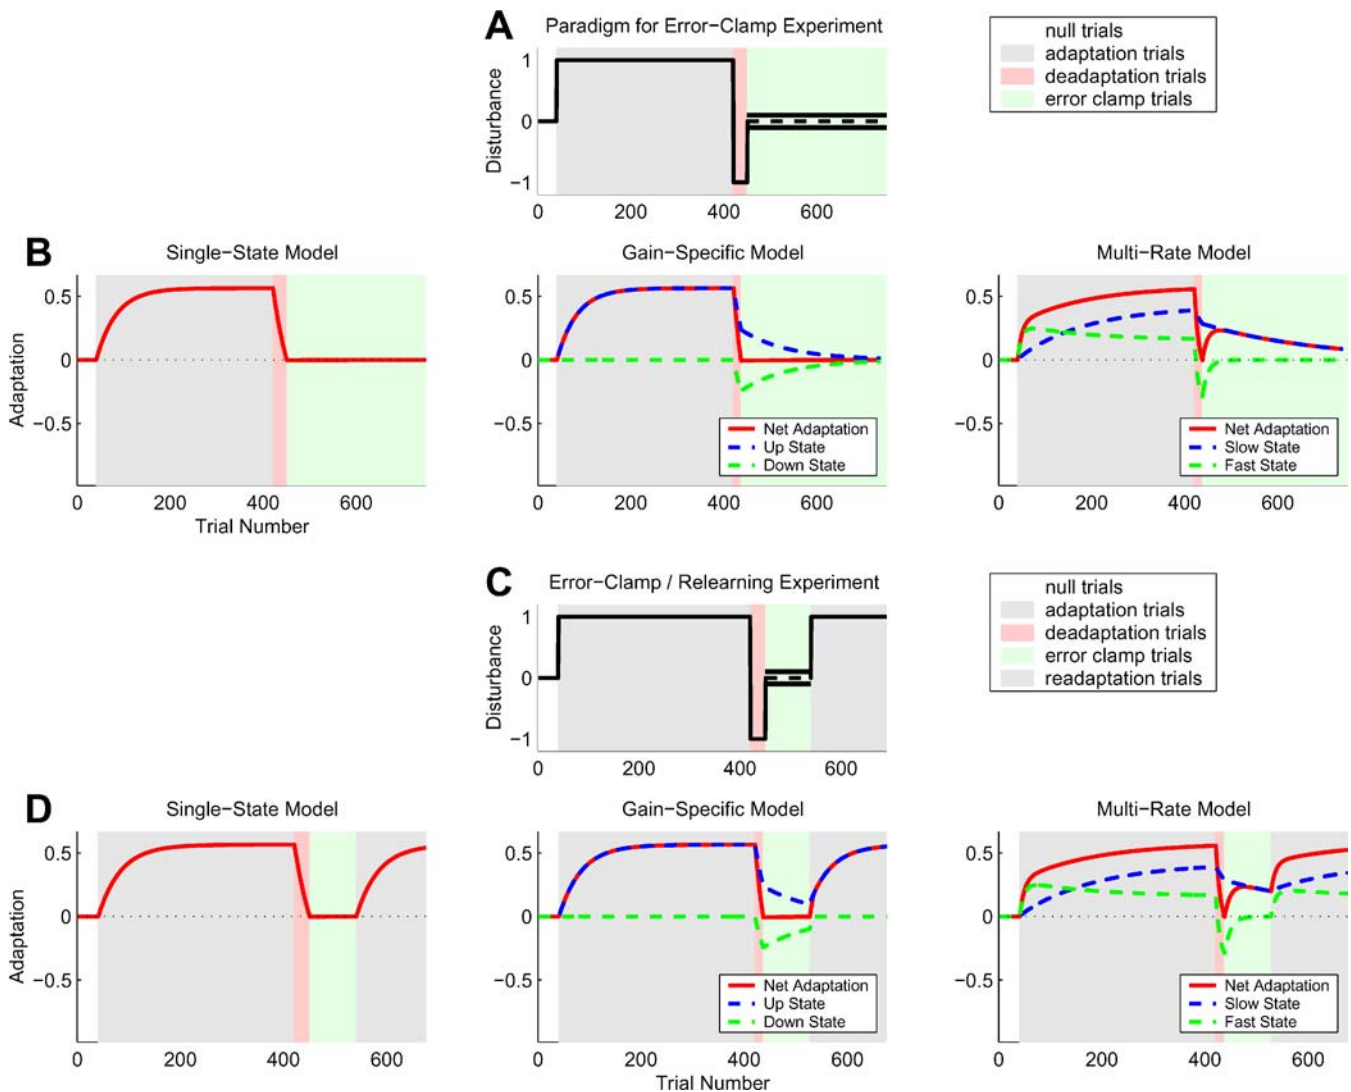 A
Paradigm for Error−Clamp Experiment
null trials
adaptation trials
deadaptation trials
error clamp trials
Disturbance
1
0
−1
0 200 400 600
B
Single−State Model
Gain−Specific Model
Multi−Rate Model
Adaptation
0.5
0
−0.5
0 200 400 600
Trial Number
0.5
0
−0.5
Net Adaptation
Up State
Down State
0 200 400 600
0.5
0
−0.5
Net Adaptation
Slow State
Fast State
0 200 400 600
C
Error−Clamp / Relearning Experiment
null trials
adaptation trials
deadaptation trials
error clamp trials
readaptation trials
Disturbance
1
0
−1
0 200 400 600
D
Single−State Model
Gain−Specific Model
Multi−Rate Model
Adaptation
0.5
0
−0.5
0 200 400 600
0.5
0
−0.5
Net Adaptation
Up State
Down State
0 200 400 600
Trial Number
0.5
0
−0.5
Net Adaptation
Slow State
Fast State
0 200 400 600